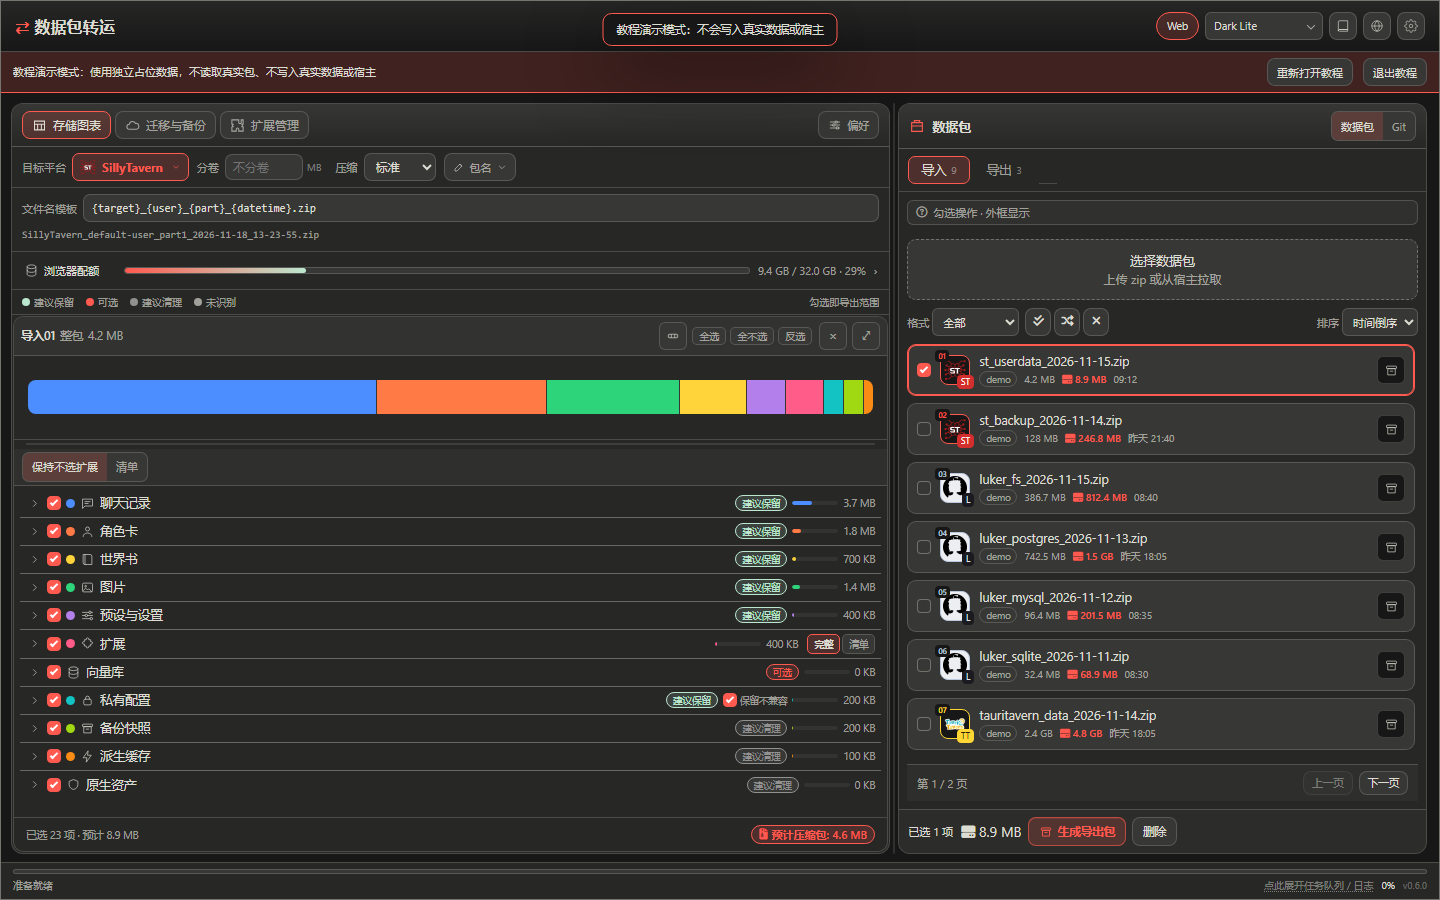 数据包转运
教程演示模式：不会写入真实数据或宿主
Web
Dark Lite
教程演示模式：使用独立占位数据，不读取真实包、不写入真实数据或宿主
重新打开教程
退出教程
存储图表
迁移与备份
扩展管理
偏好
目标平台
ST
SillyTavern
分卷
不分卷
MB
压缩
标准
包名
文件名模板
{target}_{user}_{part}_{datetime}.zip
SillyTavern_default-user_part1_2026-11-18_13-23-55.zip
浏览器配额
9.4 GB / 32.0 GB · 29%
建议保留
可选
建议清理
未识别
勾选即导出范围
导入01 整包 4.2 MB
全选
全不选
反选
保持不选扩展
清单
聊天记录
建议保留
3.7 MB
角色卡
建议保留
1.8 MB
世界书
建议保留
700 KB
图片
建议保留
1.4 MB
预设与设置
建议保留
400 KB
扩展
400 KB
完整
清单
向量库
可选
0 KB
私有配置
建议保留
保留不兼容
200 KB
备份快照
建议清理
200 KB
派生缓存
建议清理
100 KB
原生资产
建议清理
0 KB
已选 23 项 · 预计 8.9 MB
预计压缩包: 4.6 MB
数据包
数据包
Git
导入 9
导出 3
勾选操作 · 外框显示
选择数据包
上传 zip 或从宿主拉取
格式
全部
排序
时间倒序
01
ST
ST
st_userdata_2026-11-15.zip
demo
4.2 MB
8.9 MB
09:12
02
ST
ST
st_backup_2026-11-14.zip
demo
128 MB
246.8 MB
昨天 21:40
03
L
luker_fs_2026-11-15.zip
demo
386.7 MB
812.4 MB
08:40
04
L
luker_postgres_2026-11-13.zip
demo
742.5 MB
1.5 GB
昨天 18:05
05
L
luker_mysql_2026-11-12.zip
demo
96.4 MB
201.5 MB
08:35
06
L
luker_sqlite_2026-11-11.zip
demo
32.4 MB
68.9 MB
08:30
07
TT
tauritavern_data_2026-11-14.zip
demo
2.4 GB
4.8 GB
昨天 18:05
第 1 / 2 页
上一页
下一页
已选 1 项
8.9 MB
生成导出包
删除
准备就绪
点此展开任务队列 / 日志
0%
v0.6.0